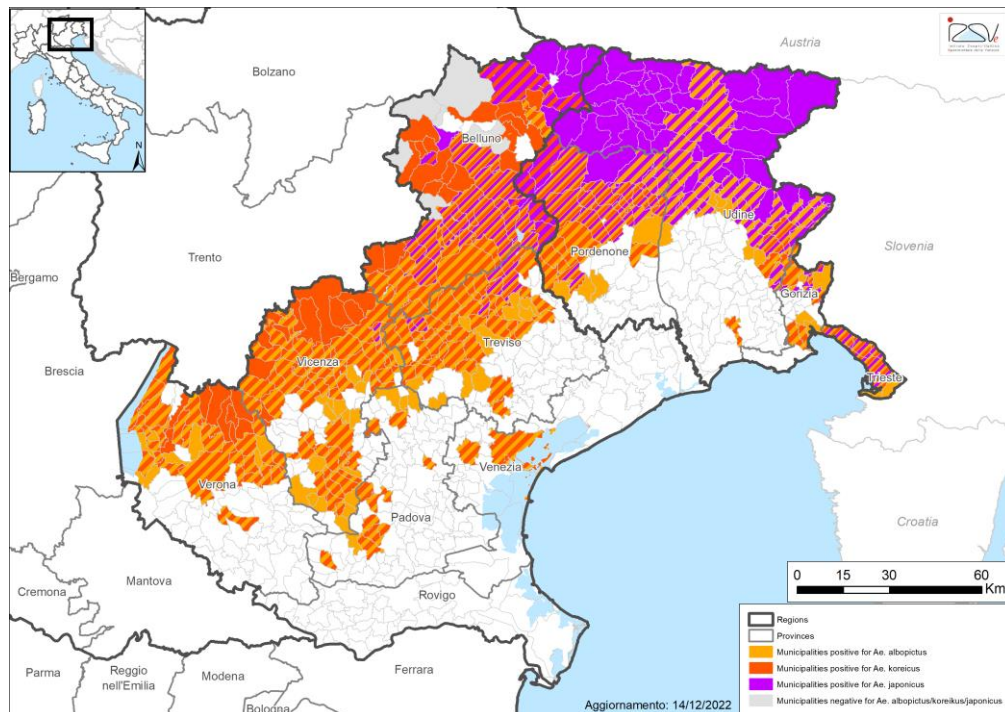 N
IZSVe
Austria
Bolzano
Belluno
Slovenia
Udine
Pordenone
Trento
Bergamo
Gorizia
Treviso
Vicenza
Trieste
Brescia
Venezia
Verona
Padova
Croatia
Mantova
Cremona
Rovigo
0 15 30 60
Km
Parma
Reggio
nell'Emilia
Modena
Ferrara
Bologna
Aggiornamento: 14/12/2022
Regions
Provinces
Municipalities positive for Ae. albopictus
Municipalities positive for Ae. koreicus
Municipalities positive for Ae. japonicus
Municipalities negative for Ae. albopictus/koreikus/japonicus